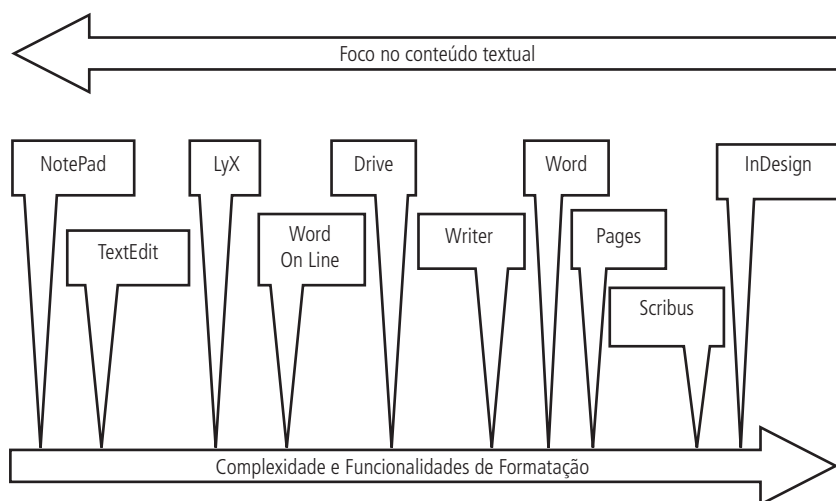 Foco no conteúdo textual
NotePad
LyX
Drive
Word
InDesign
TextEdit
Word
On Line
Writer
Pages
Scribus
Complexidade e Funcionalidades de Formatação